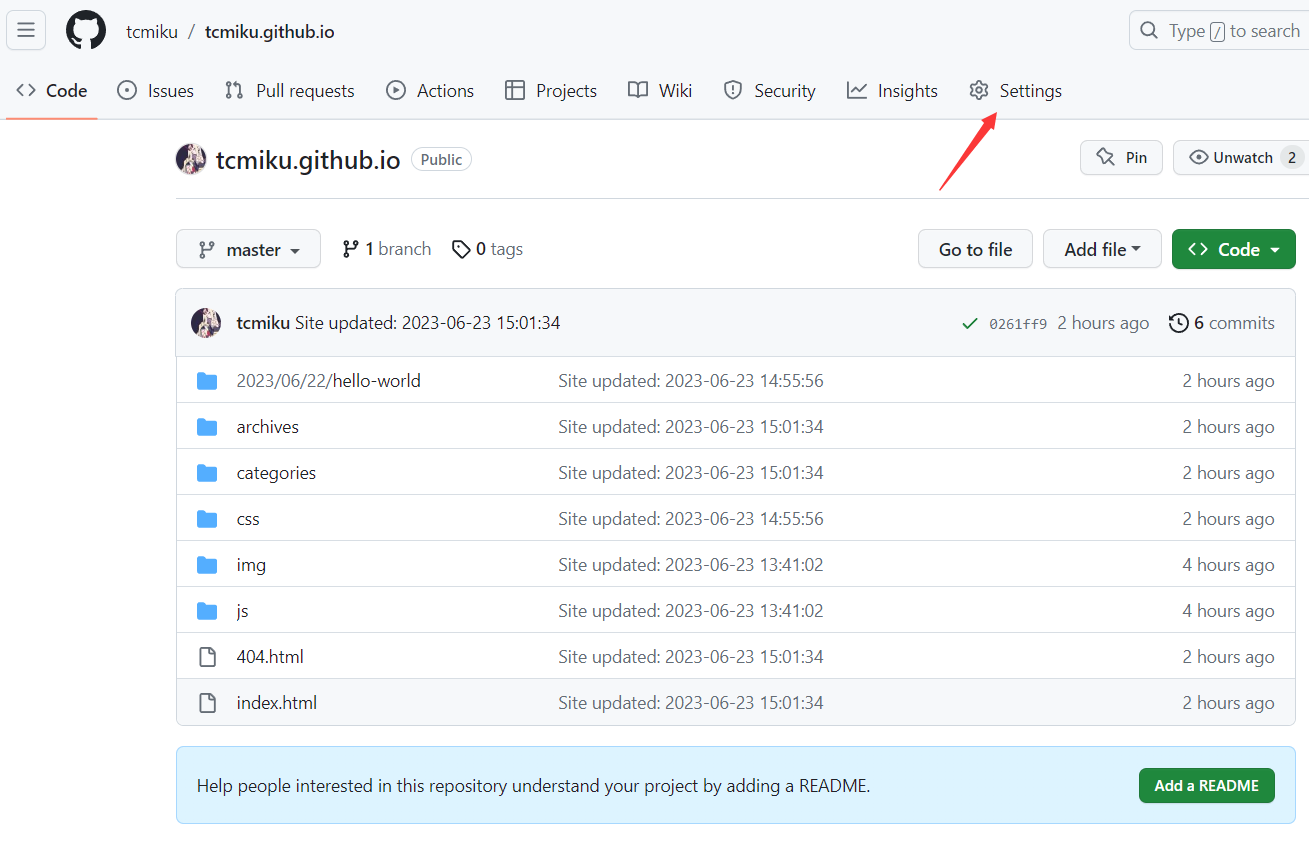 tcmiku / tcmiku.github.io Type / to search
Code Issues Pull requests Actions Projects Wiki Security Insights Settings
tcmiku.github.io Public Pin Unwatch 2
master 1 branch 0 tags Go to file Add file Code
tcmiku Site updated: 2023-06-23 15:01:34 0261ff9 2 hours ago 6 commits
2023/06/22/hello-world Site updated: 2023-06-23 14:55:56 2 hours ago
archives Site updated: 2023-06-23 15:01:34 2 hours ago
categories Site updated: 2023-06-23 15:01:34 2 hours ago
css Site updated: 2023-06-23 14:55:56 2 hours ago
img Site updated: 2023-06-23 13:41:02 4 hours ago
js Site updated: 2023-06-23 13:41:02 4 hours ago
404.html Site updated: 2023-06-23 15:01:34 2 hours ago
index.html Site updated: 2023-06-23 15:01:34 2 hours ago
Help people interested in this repository understand your project by adding a README. Add a README